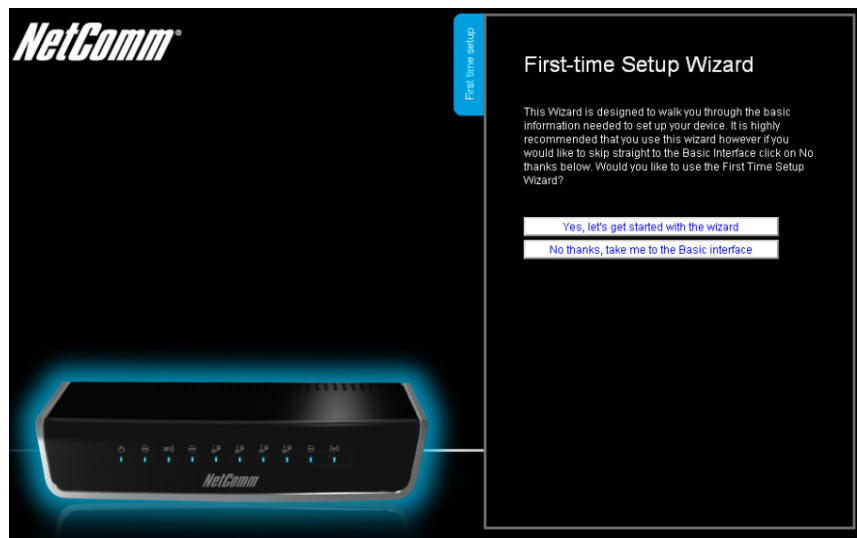 NetComm®
First time setup
First-time Setup Wizard
This Wizard is designed to walk you through the basic
information needed to set up your device. It is highly
recommended that you use this wizard however if you
would like to skip straight to the Basic Interface click on No
thanks below. Would you like to use the First Time Setup
Wizard?
Yes, let's get started with the wizard
No thanks, take me to the Basic interface
NetComm